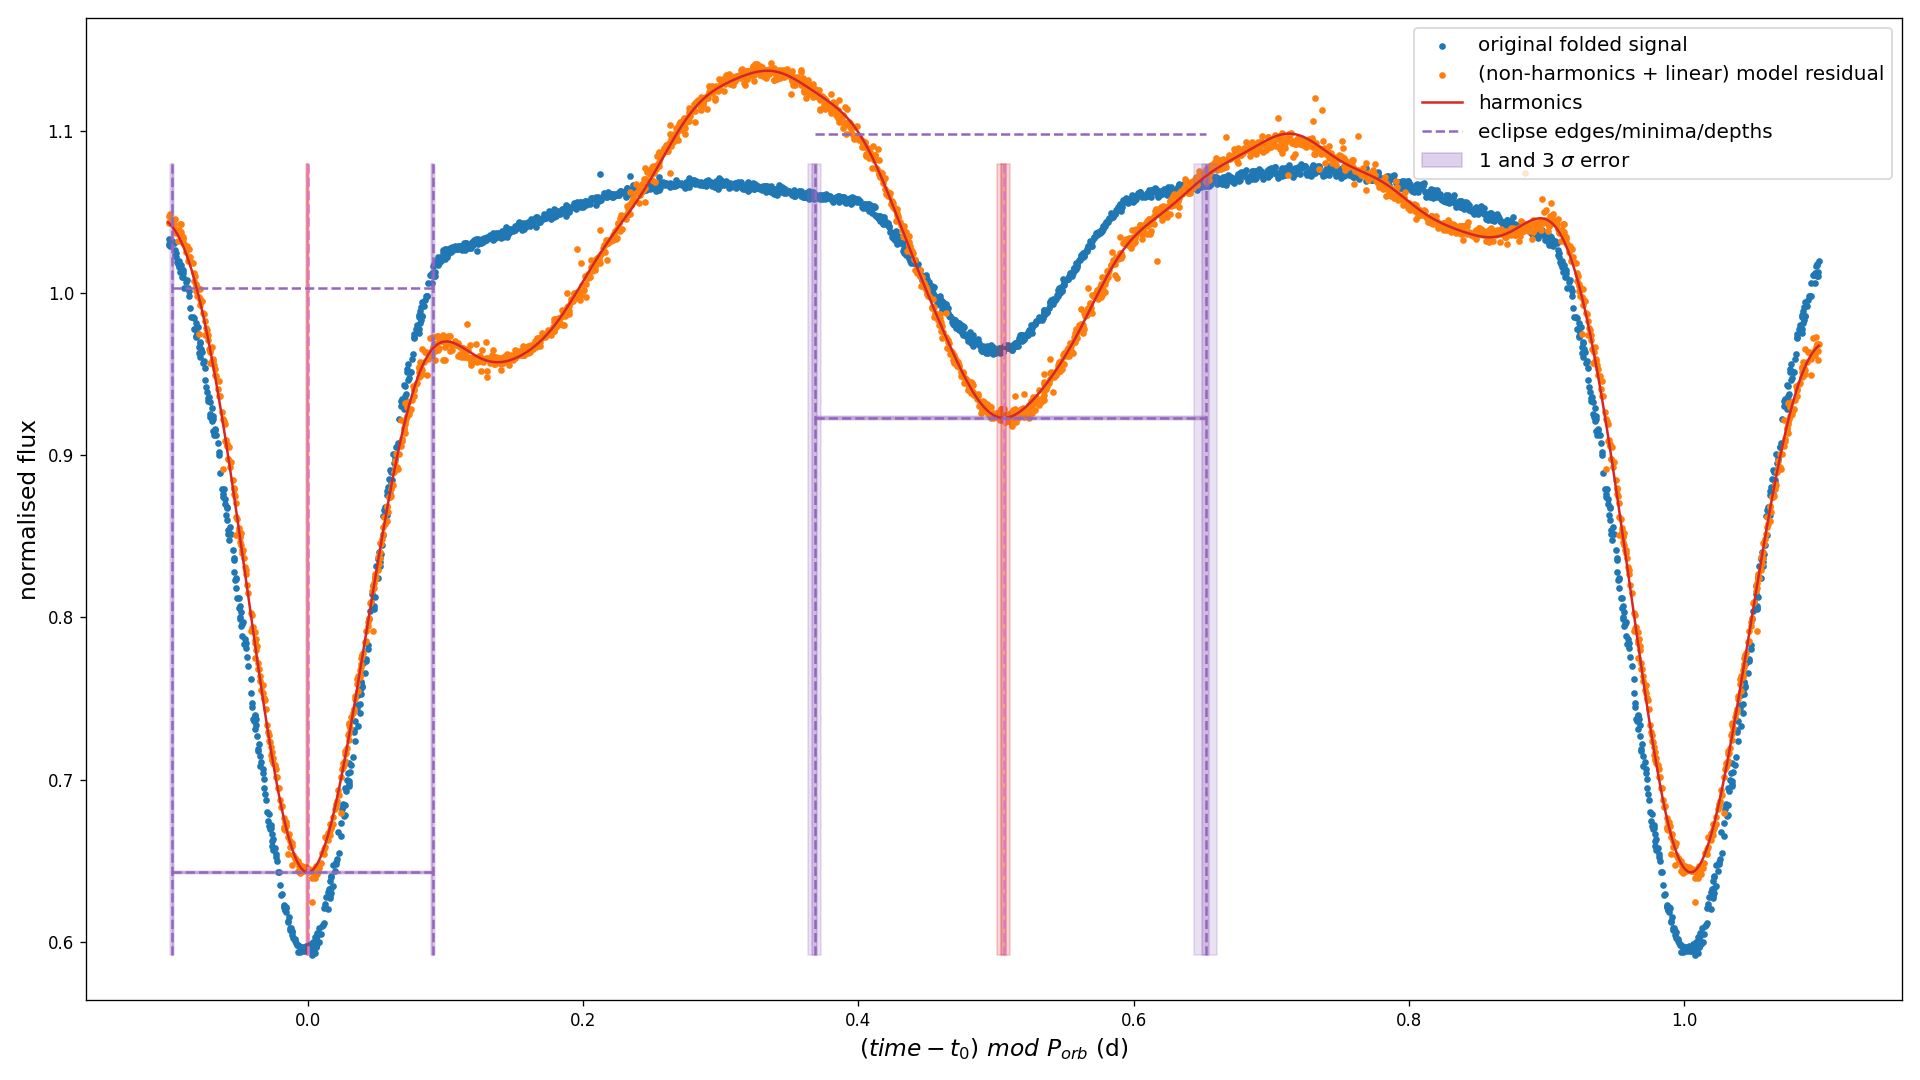 original folded signal
(non-harmonics + linear) model residual
harmonics
eclipse edges/minima/depths
1 and 3 σ error
normalised flux
1.1
1.0
0.9
0.8
0.7
0.6
0.0 0.2 0.4 0.6 0.8 1.0
(time − t₀) mod Pₒᵣb (d)